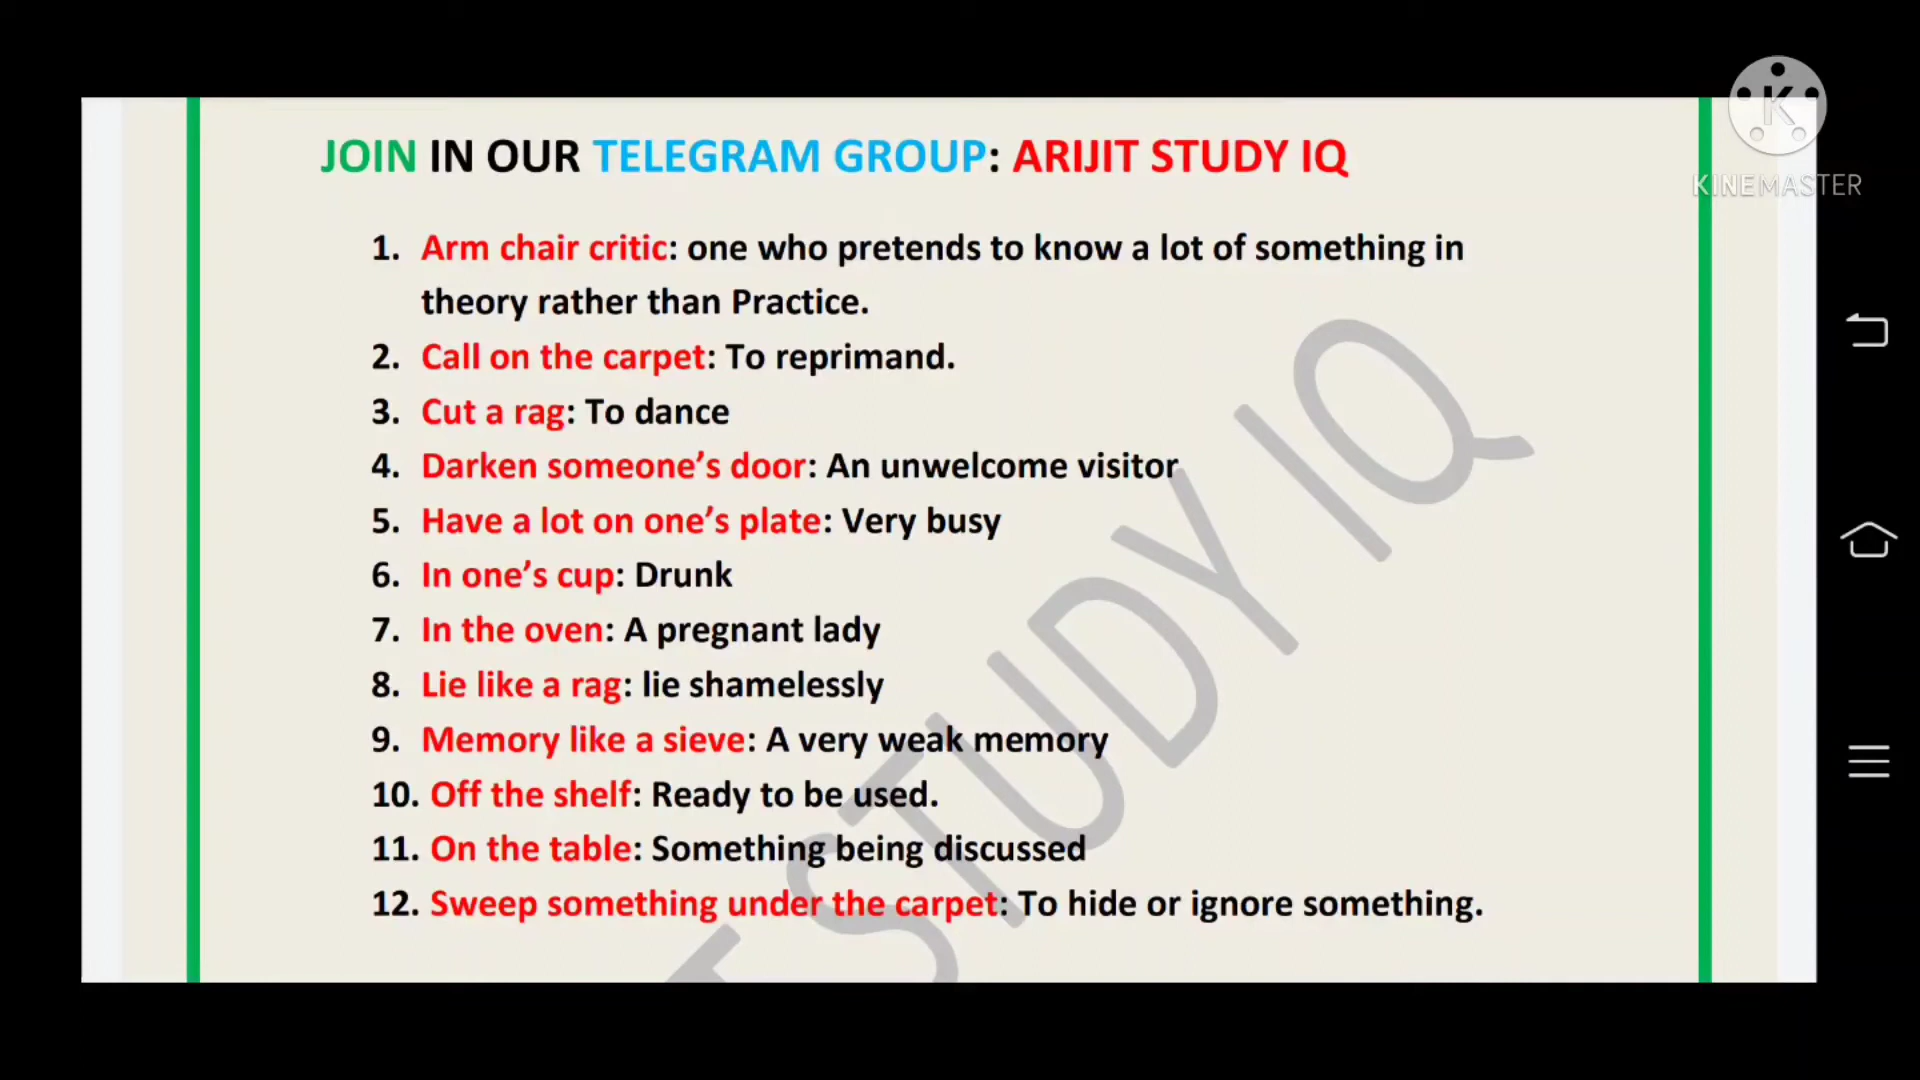 JOIN IN OUR TELEGRAM GROUP: ARIJIT STUDY IQ
K
KINEMASTER
1. Arm chair critic: one who pretends to know a lot of something in
theory rather than Practice.
2. Call on the carpet: To reprimand.
3. Cut a rag: To dance
4. Darken someone’s door: An unwelcome visitor
5. Have a lot on one’s plate: Very busy
6. In one’s cup: Drunk
7. In the oven: A pregnant lady
8. Lie like a rag: lie shamelessly
9. Memory like a sieve: A very weak memory
10. Off the shelf: Ready to be used.
11. On the table: Something being discussed
12. Sweep something under the carpet: To hide or ignore something.
T STUDY IQ